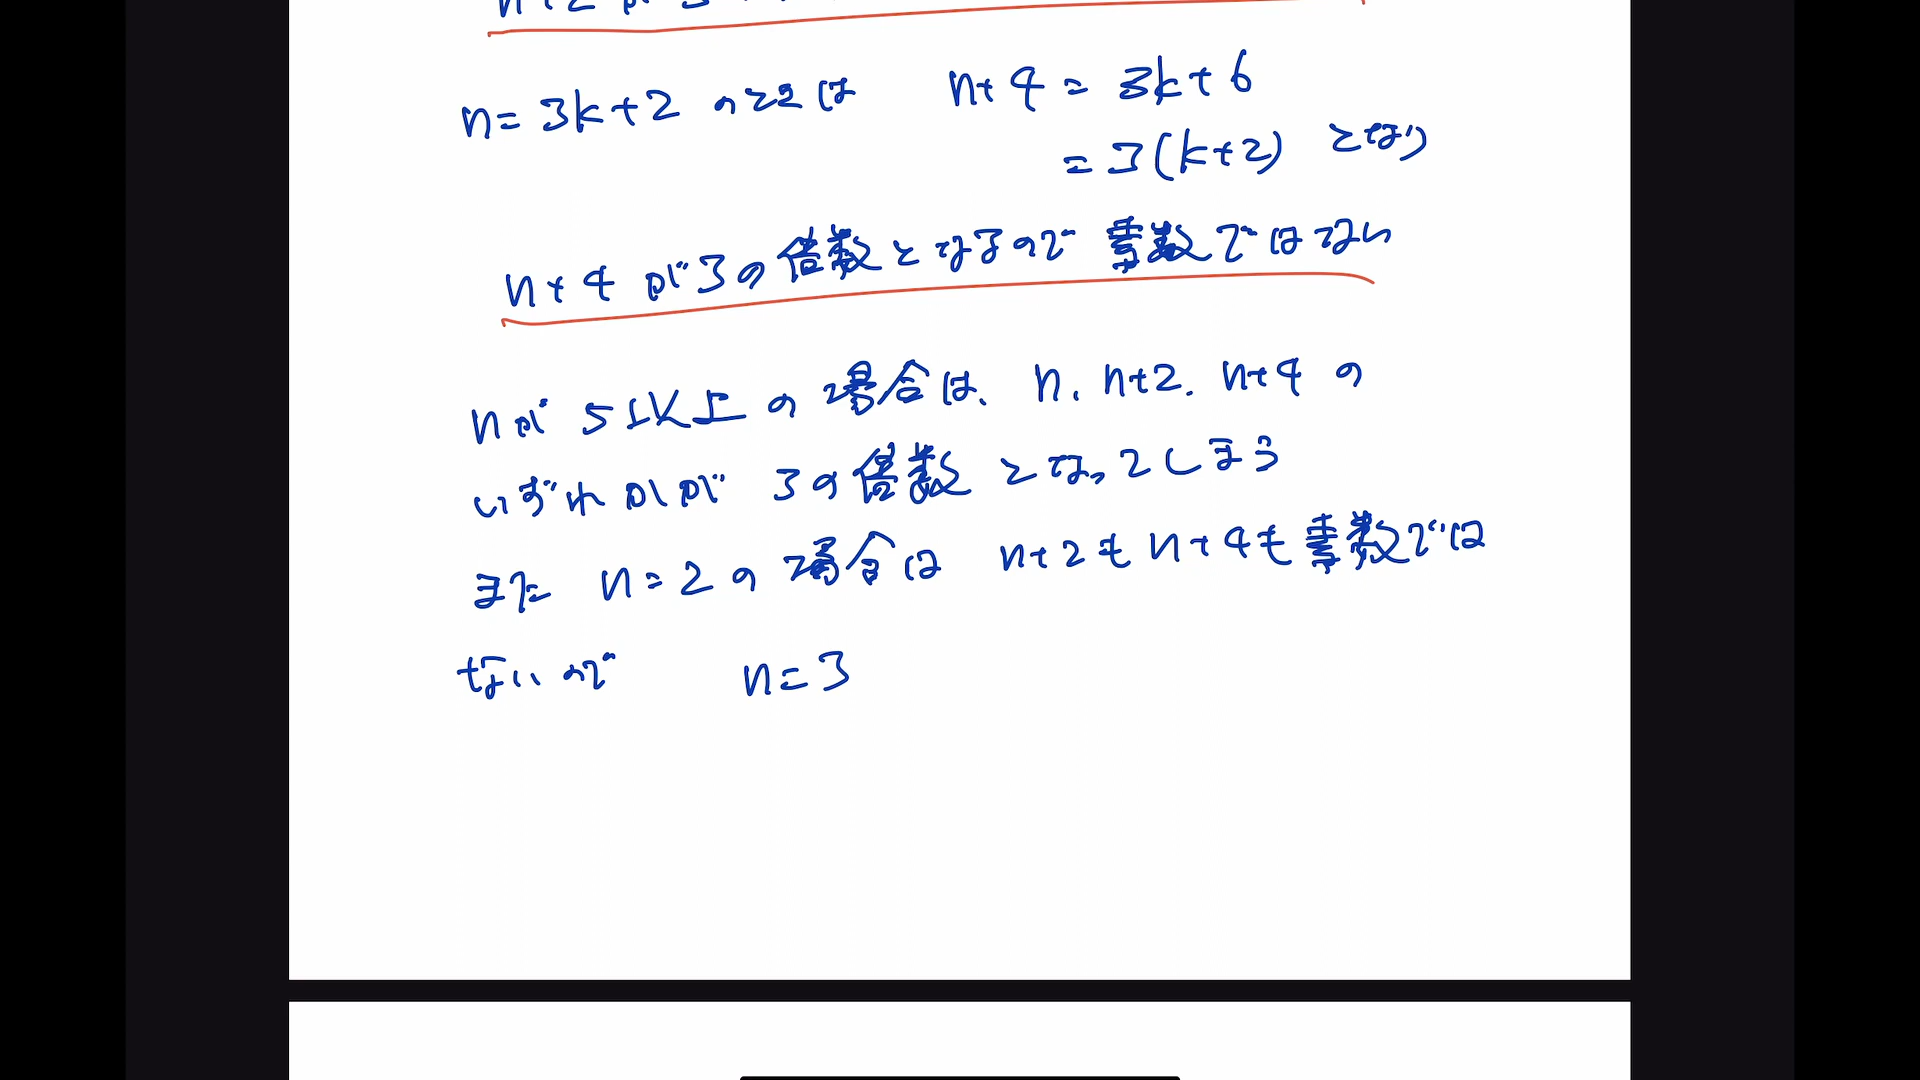 n=3k+2 のときは n+4 = 3k+6
= 3(k+2) となり
n+4 が3の倍数となるので 素数ではない
nが 5以上の場合は、n、n+2、n+4 の
いずれかが 3の倍数 となってしまう
また n=2の場合は n+2も n+4も素数では
ないので n=3